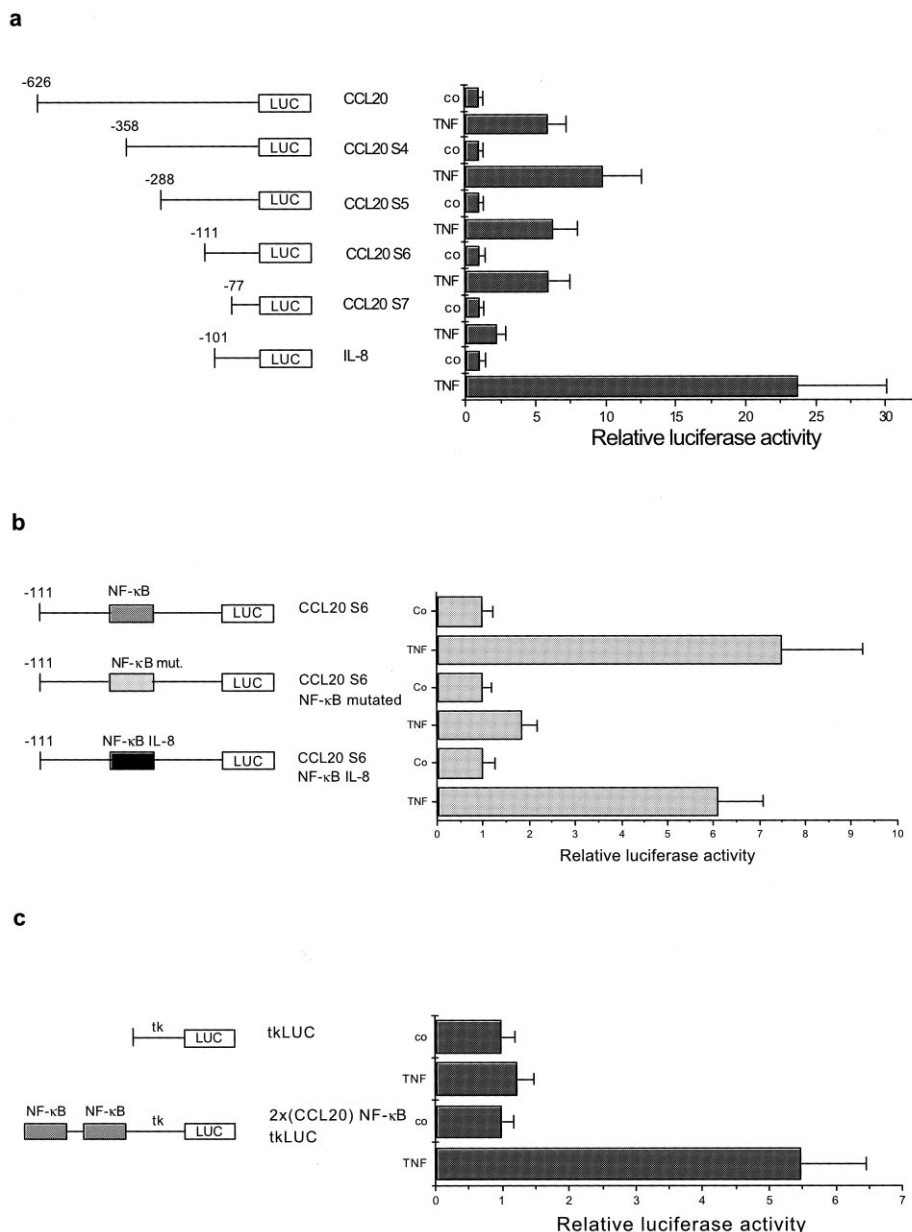 a
-626
LUC
CCL20
-358
LUC
CCL20 S4
-288
LUC
CCL20 S5
-111
LUC
CCL20 S6
-77
LUC
CCL20 S7
-101
LUC
IL-8
co
TNF
co
TNF
co
TNF
co
TNF
co
TNF
co
TNF
0 5 10 15 20 25 30
Relative luciferase activity
b
-111 NF-κB
LUC
CCL20 S6
-111 NF-κB mut.
LUC
CCL20 S6
NF-κB mutated
-111 NF-κB IL-8
LUC
CCL20 S6
NF-κB IL-8
Co
TNF
Co
TNF
Co
TNF
0 1 2 3 4 5 6 7 8 9 10
Relative luciferase activity
c
tk
LUC
tkLUC
NF-κB NF-κB tk
LUC
2x(CCL20) NF-κB
tkLUC
co
TNF
co
TNF
0 1 2 3 4 5 6 7
Relative luciferase activity